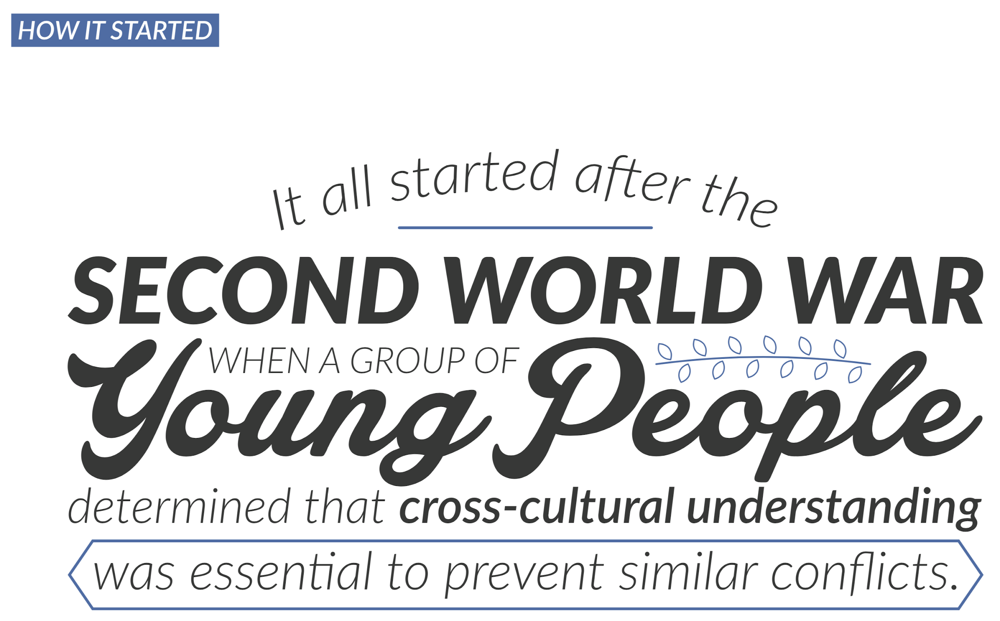 HOW IT STARTED
It all started after the
SECOND WORLD WAR
WHEN A GROUP OF
Young People
determined that cross-cultural understanding
was essential to prevent similar conflicts.